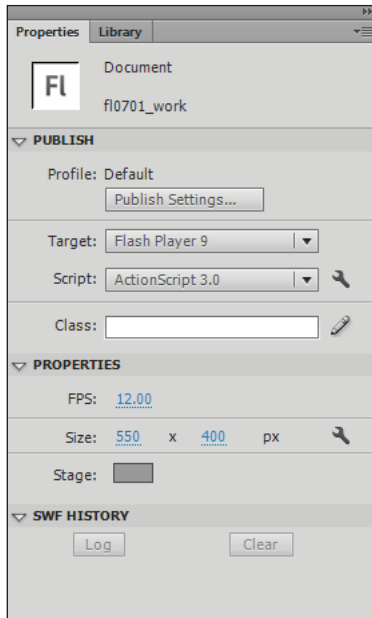 Properties Library
Fl
Document
fl0701_work
PUBLISH
Profile: Default
Publish Settings...
Target: Flash Player 9
Script: ActionScript 3.0
Class:
PROPERTIES
FPS: 12.00
Size: 550 x 400 px
Stage:
SWF HISTORY
Log Clear